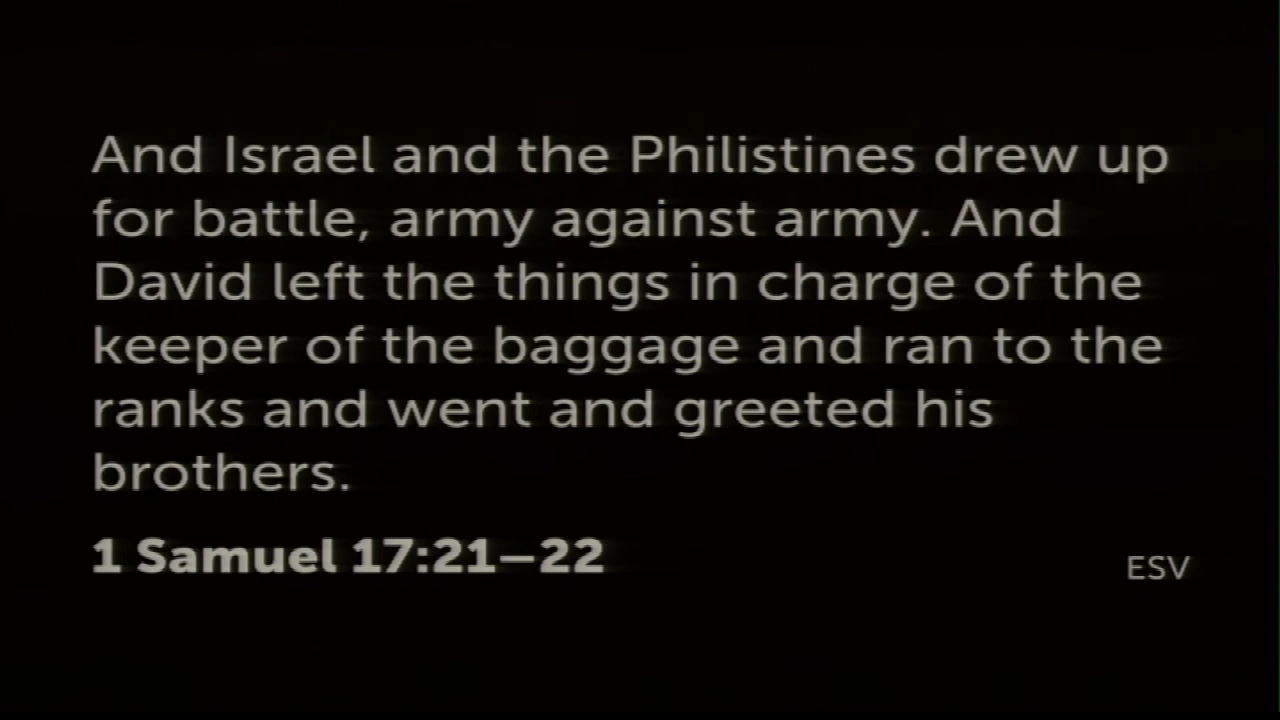 And Israel and the Philistines drew up
for battle, army against army. And
David left the things in charge of the
keeper of the baggage and ran to the
ranks and went and greeted his
brothers.
1 Samuel 17:21–22
ESV